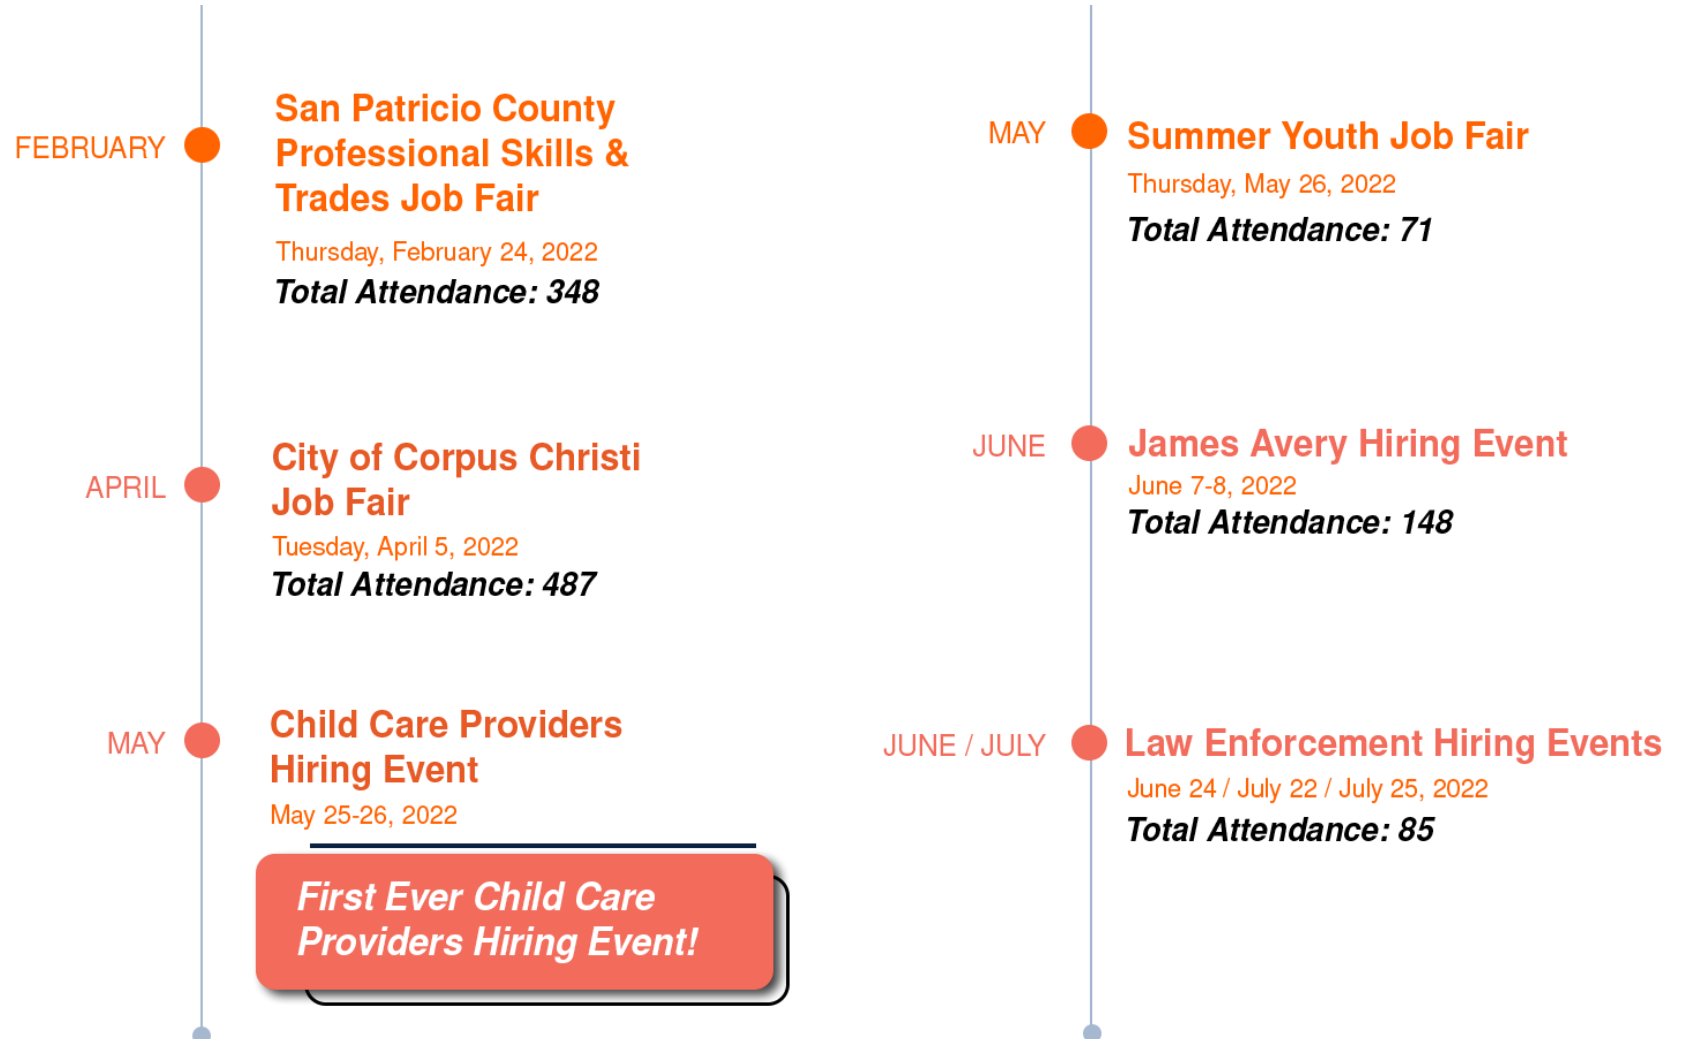 FEBRUARY
San Patricio County
Professional Skills &
Trades Job Fair
Thursday, February 24, 2022
Total Attendance: 348
APRIL
City of Corpus Christi
Job Fair
Tuesday, April 5, 2022
Total Attendance: 487
MAY
Child Care Providers
Hiring Event
May 25-26, 2022
First Ever Child Care
Providers Hiring Event!
MAY
Summer Youth Job Fair
Thursday, May 26, 2022
Total Attendance: 71
JUNE
James Avery Hiring Event
June 7-8, 2022
Total Attendance: 148
JUNE / JULY
Law Enforcement Hiring Events
June 24 / July 22 / July 25, 2022
Total Attendance: 85